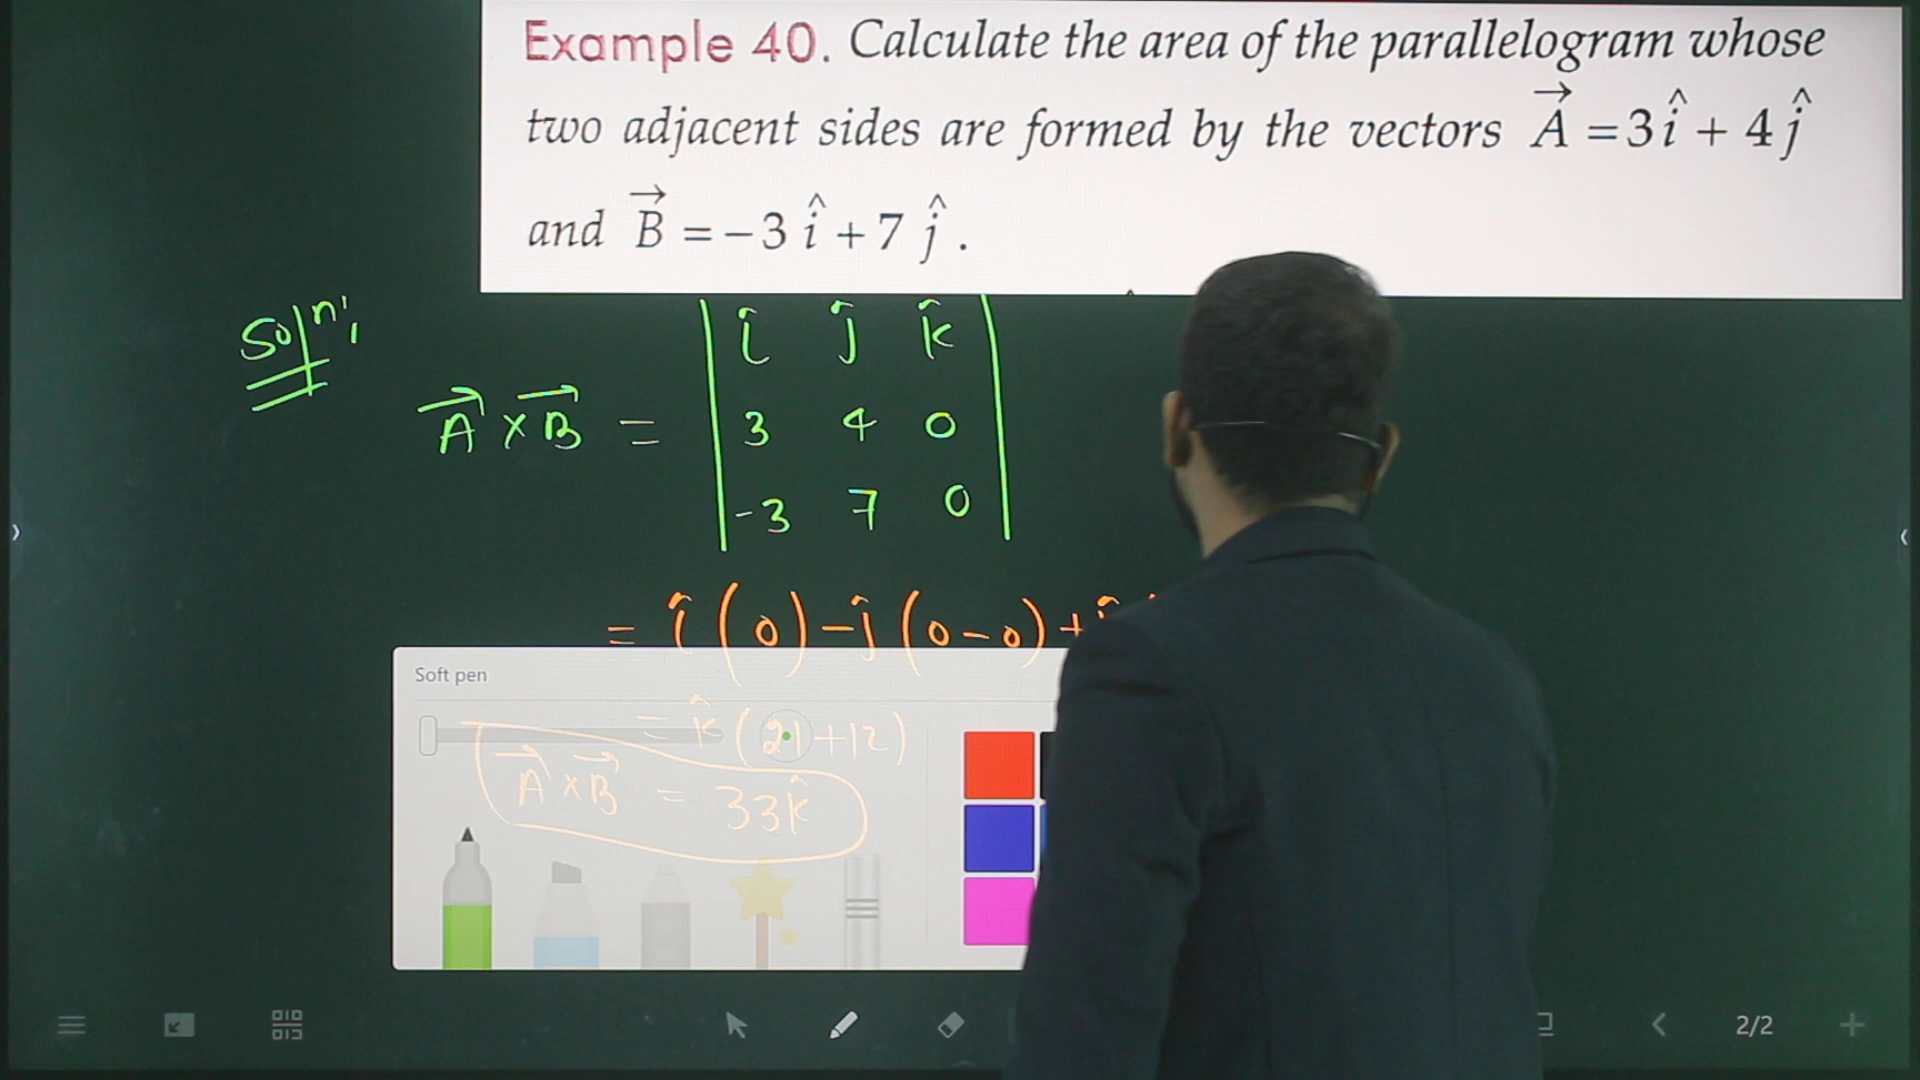 Example 40. Calculate the area of the parallelogram whose
two adjacent sides are formed by the vectors A⃗ = 3î + 4ĵ
and B⃗ = −3î + 7ĵ.
Solⁿ,
î ĵ k̂
A⃗ × B⃗ = 3 4 0
-3 7 0
= î (0) − ĵ (0 − 0) +
Soft pen
= k̂ (21 + 12)
A⃗ × B⃗ = 33k̂
2/2